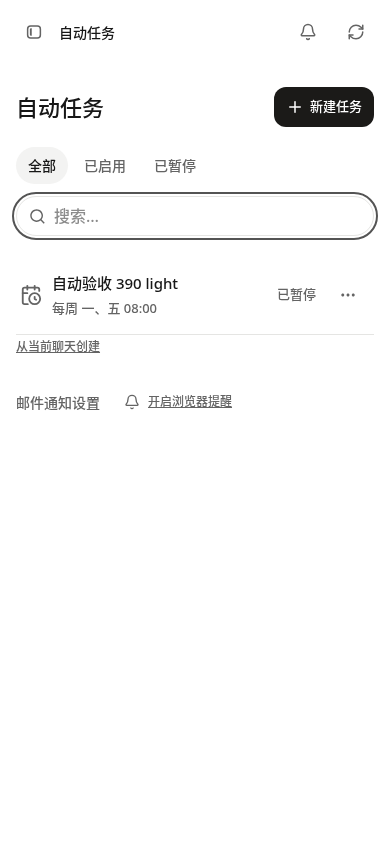 自动任务
自动任务
新建任务
全部 已启用 已暂停
搜索...
自动验收 390 light
每周 一、五 08:00
已暂停
从当前聊天创建
邮件通知设置 开启浏览器提醒